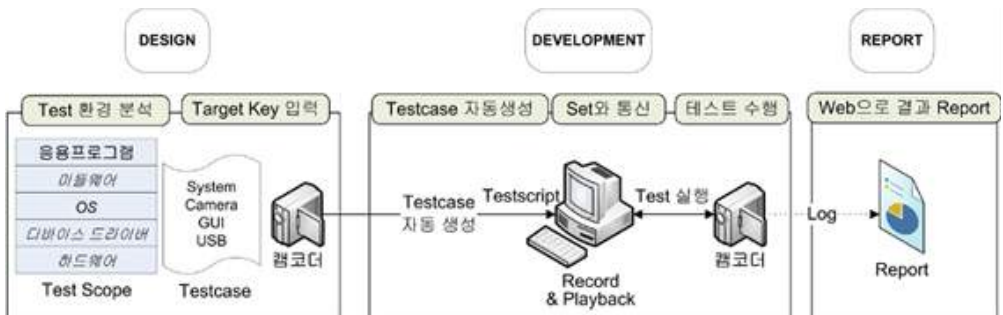 DESIGN
DEVELOPMENT
REPORT
Test 환경 분석
Target Key 입력
Testcase 자동생성
Set와 통신
테스트 수행
Web으로 결과 Report
응용프로그램
미들웨어
OS
디바이스 드라이버
하드웨어
Test Scope
System
Camera
GUI
USB
Testcase
캠코더
Testcase
자동 생성
Testscript
Record
& Playback
Test 실행
캠코더
Log
Report